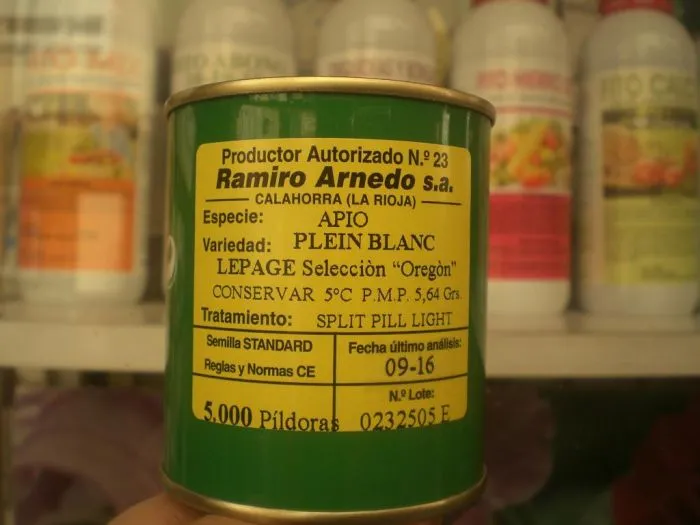 Productor Autorizado N.º 23
Ramiro Arnedo s.a.
CALAHORRA (LA RIOJA)
Especie: APIO
Variedad: PLEIN BLANC
LEPAGE Selecciòn "Oregòn"
CONSERVAR 5ºC P.M.P. 5,64 Grs.
Tratamiento: SPLIT PILL LIGHT
Semilla STANDARD
Reglas y Normas CE
Fecha último análisis:
09-16
5.000 Píldoras
N.º Lote:
0232505 E